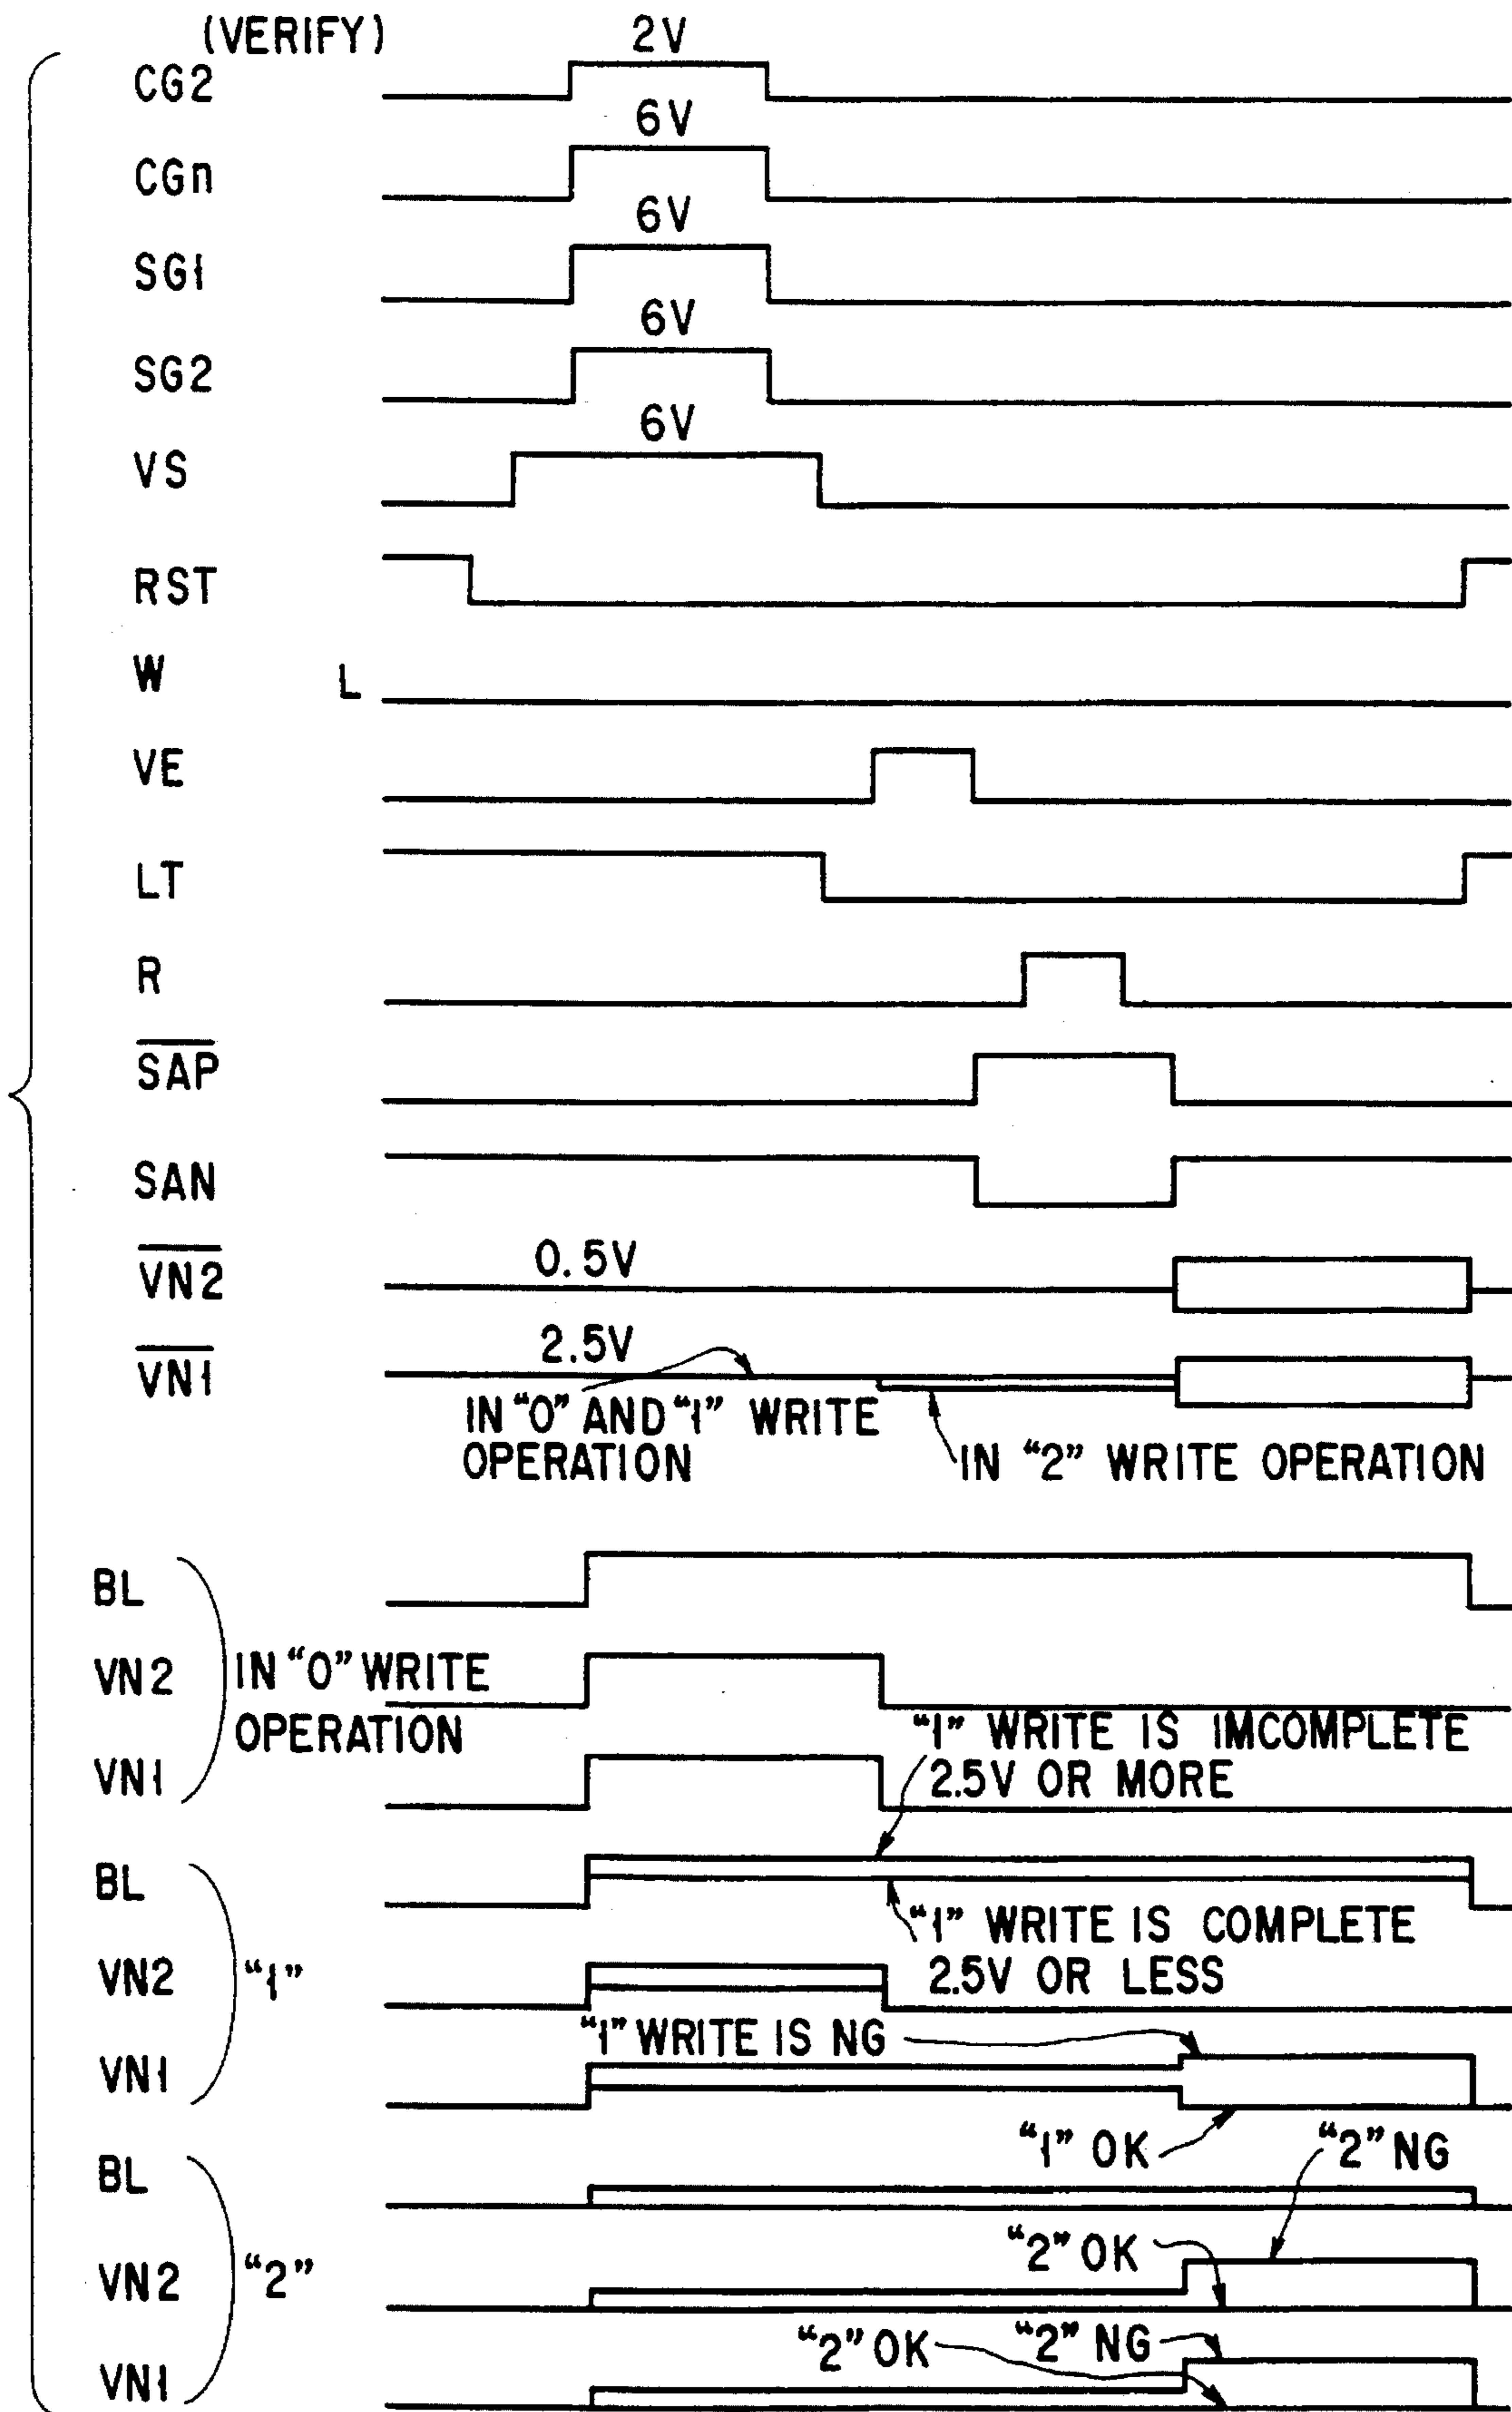 (VERIFY)
2V
CG2
6V
CGn
6V
SG1
6V
SG2
6V
VS
RST
W L
VE
LT
R
SAP
SAN
VN2 0.5V
VN1 2.5V
IN "0" AND "1" WRITE
OPERATION
IN "2" WRITE OPERATION
BL
VN2
VN1
IN "0" WRITE
OPERATION
"1" WRITE IS IMCOMPLETE
2.5V OR MORE
BL
VN2
VN1
"1"
"1" WRITE IS COMPLETE
2.5V OR LESS
"1" WRITE IS NG
"1" OK
BL
VN2
VN1
"2"
"2" NG
"2" OK
"2" OK
"2" NG